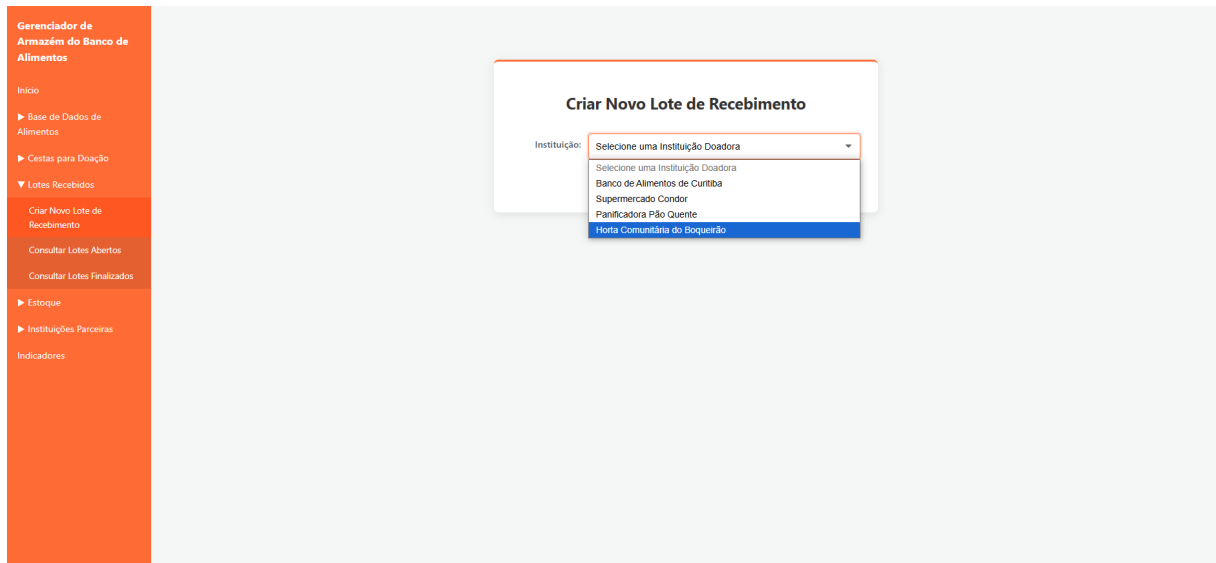 Gerenciador de
Armazém do Banco de
Alimentos
Início
▶ Base de Dados de
Alimentos
▶ Cestas para Doação
▼ Lotes Recebidos
Criar Novo Lote de
Recebimento
Consultar Lotes Abertos
Consultar Lotes Finalizados
▶ Estoque
▶ Instituições Parceiras
Indicadores
Criar Novo Lote de Recebimento
Instituição: Selecione uma Instituição Doadora
Selecione uma Instituição Doadora
Banco de Alimentos de Curitiba
Supermercado Condor
Panificadora Pão Quente
Horta Comunitária do Boqueirão